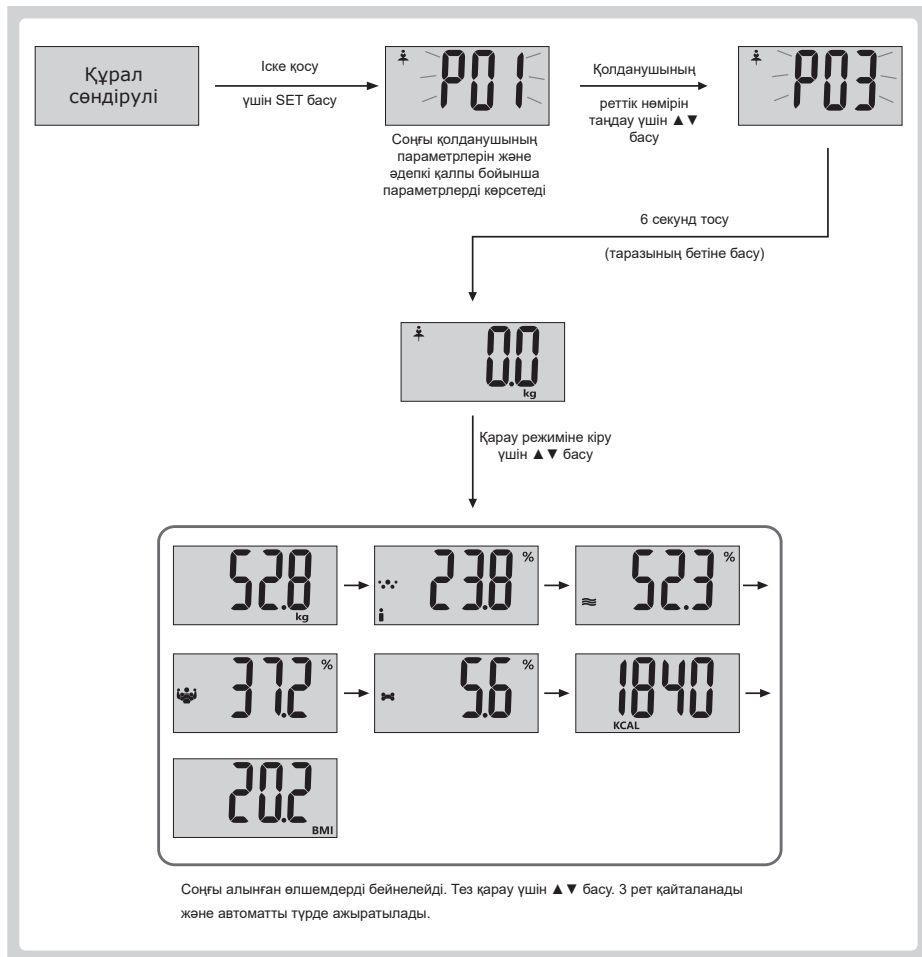 Құрал
сөндірулі
Іске қосу
үшін SET басу
P01
Соңғы қолданушының
параметрлерін және
әдепкі қалпы бойынша
параметрлерді көрсетеді
Қолданушының
реттік нөмірін
таңдау үшін ▲▼
басу
P03
6 секунд тосу
(таразының бетіне басу)
0.0
kg
Қарау режиміне кіру
үшін ▲▼ басу
52.8
kg
23.8 %
52.3 %
37.2 %
5.6 %
1840
KCAL
20.2
BMI
Соңғы алынған өлшемдерді бейнелейді. Тез қарау үшін ▲▼ басу. 3 рет қайталанады
және автоматты түрде ажыратылады.